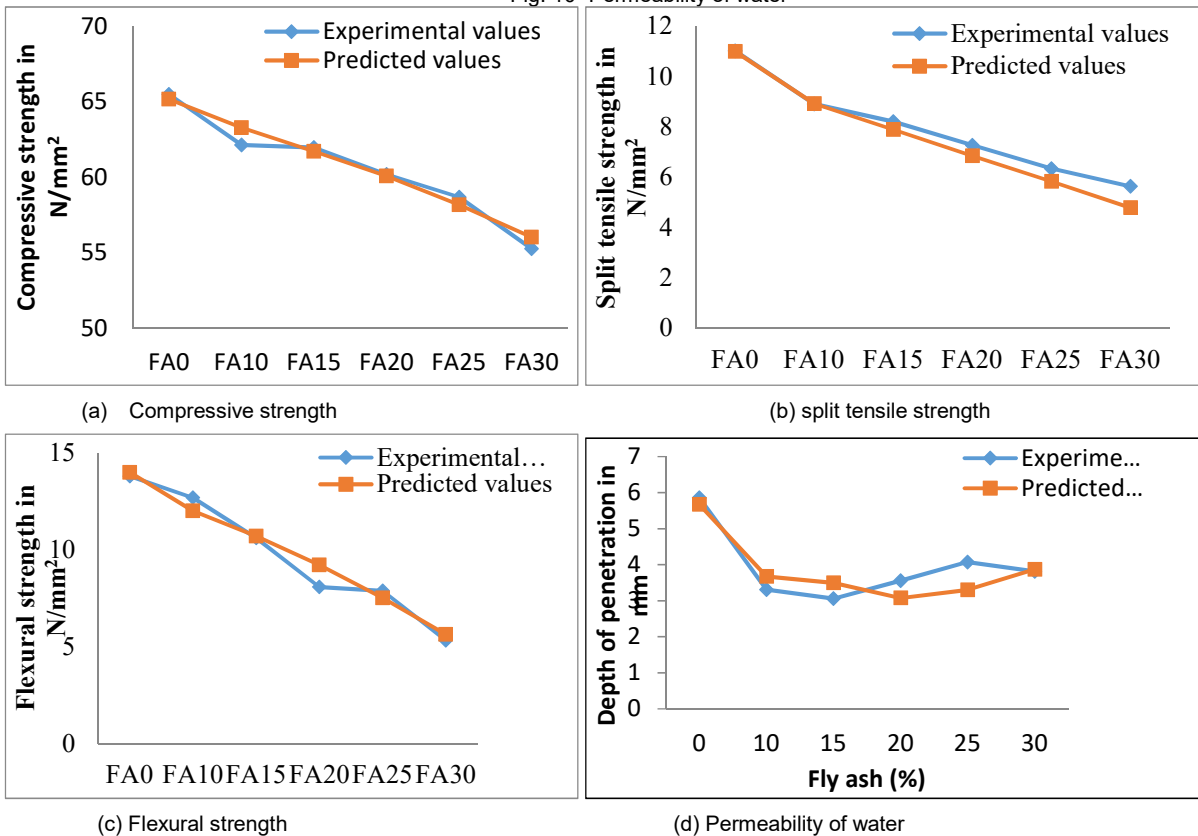 Fig. 10 Permeability of water
70
65
60
55
50
Compressive strength in
N/mm²
Experimental values
Predicted values
FA0 FA10 FA15 FA20 FA25 FA30
(a) Compressive strength
12
10
8
6
4
2
0
Split tensile strength in
N/mm²
Experimental values
Predicted values
FA0 FA10 FA15 FA20 FA25 FA30
(b) split tensile strength
15
10
5
0
Flexural strength in
N/mm²
Experimental…
Predicted values
FA0 FA10 FA15 FA20 FA25 FA30
(c) Flexural strength
7
6
5
4
3
2
1
0
Depth of penetration in
mm
Experime...
Predicted...
0 10 15 20 25 30
Fly ash (%)
(d) Permeability of water